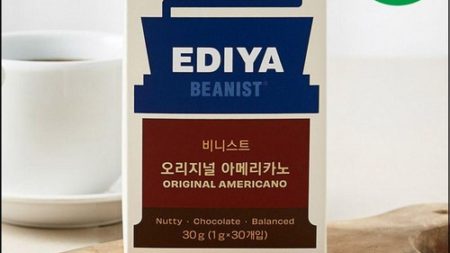 EDIYA
BEANIST®
비니스트
오리지널 아메리카노
ORIGINAL AMERICANO
Nutty · Chocolate · Balanced
30g (1g×30개입)